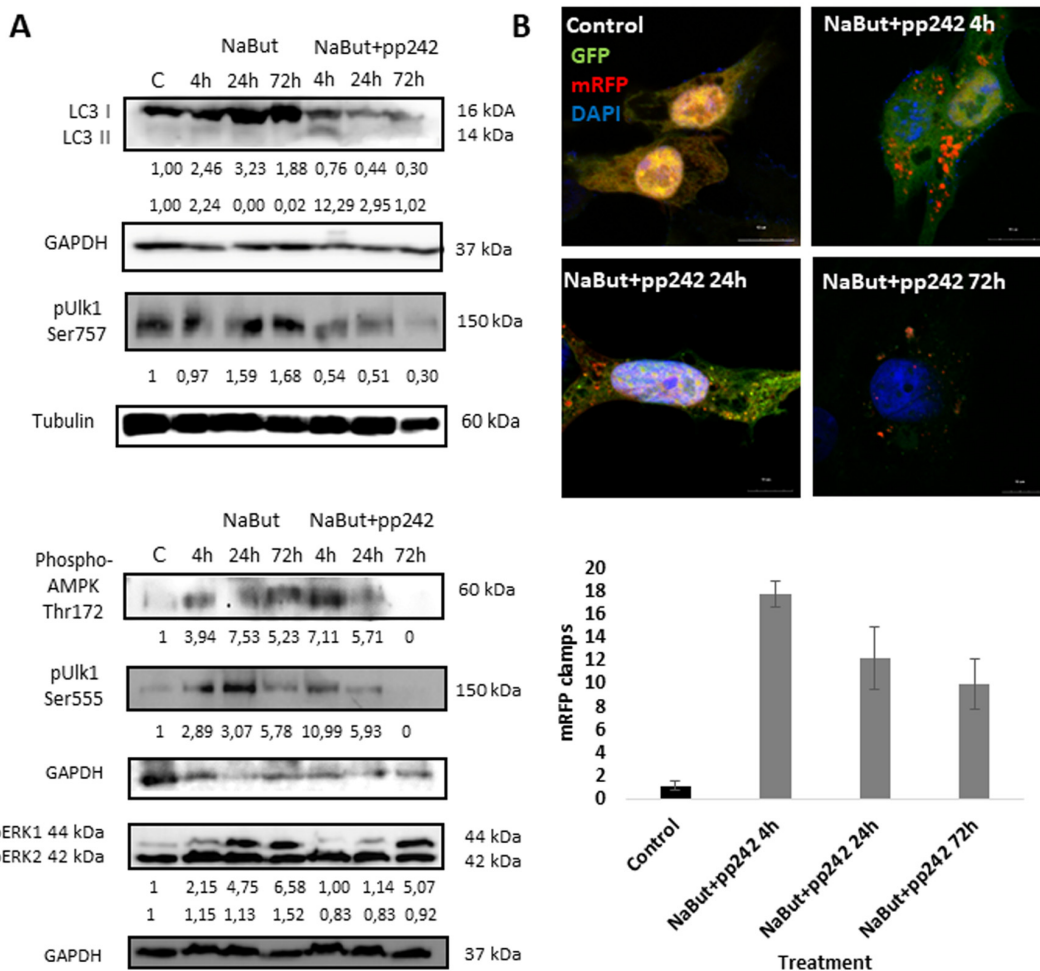 A
NaBut NaBut+pp242
C 4h 24h 72h 4h 24h 72h
LC3 I 16 kDA
LC3 II 14 kDa
1,00 2,46 3,23 1,88 0,76 0,44 0,30
1,00 2,24 0,00 0,02 12,29 2,95 1,02
GAPDH 37 kDa
pUlk1
Ser757 150 kDa
1 0,97 1,59 1,68 0,54 0,51 0,30
Tubulin 60 kDa
NaBut NaBut+pp242
C 4h 24h 72h 4h 24h 72h
Phospho-
AMPK 60 kDa
Thr172
1 3,94 7,53 5,23 7,11 5,71 0
pUlk1
Ser555 150 kDa
1 2,89 3,07 5,78 10,99 5,93 0
GAPDH
ERK1 44 kDa 44 kDa
ERK2 42 kDa 42 kDa
1 2,15 4,75 6,58 1,00 1,14 5,07
1 1,15 1,13 1,52 0,83 0,83 0,92
GAPDH 37 kDa
B
Control
GFP
mRFP
DAPI
NaBut+pp242 4h
NaBut+pp242 24h
NaBut+pp242 72h
mRFP clamps
20
18
16
14
12
10
8
6
4
2
0
Control
NaBut+pp242 4h
NaBut+pp242 24h
NaBut+pp242 72h
Treatment